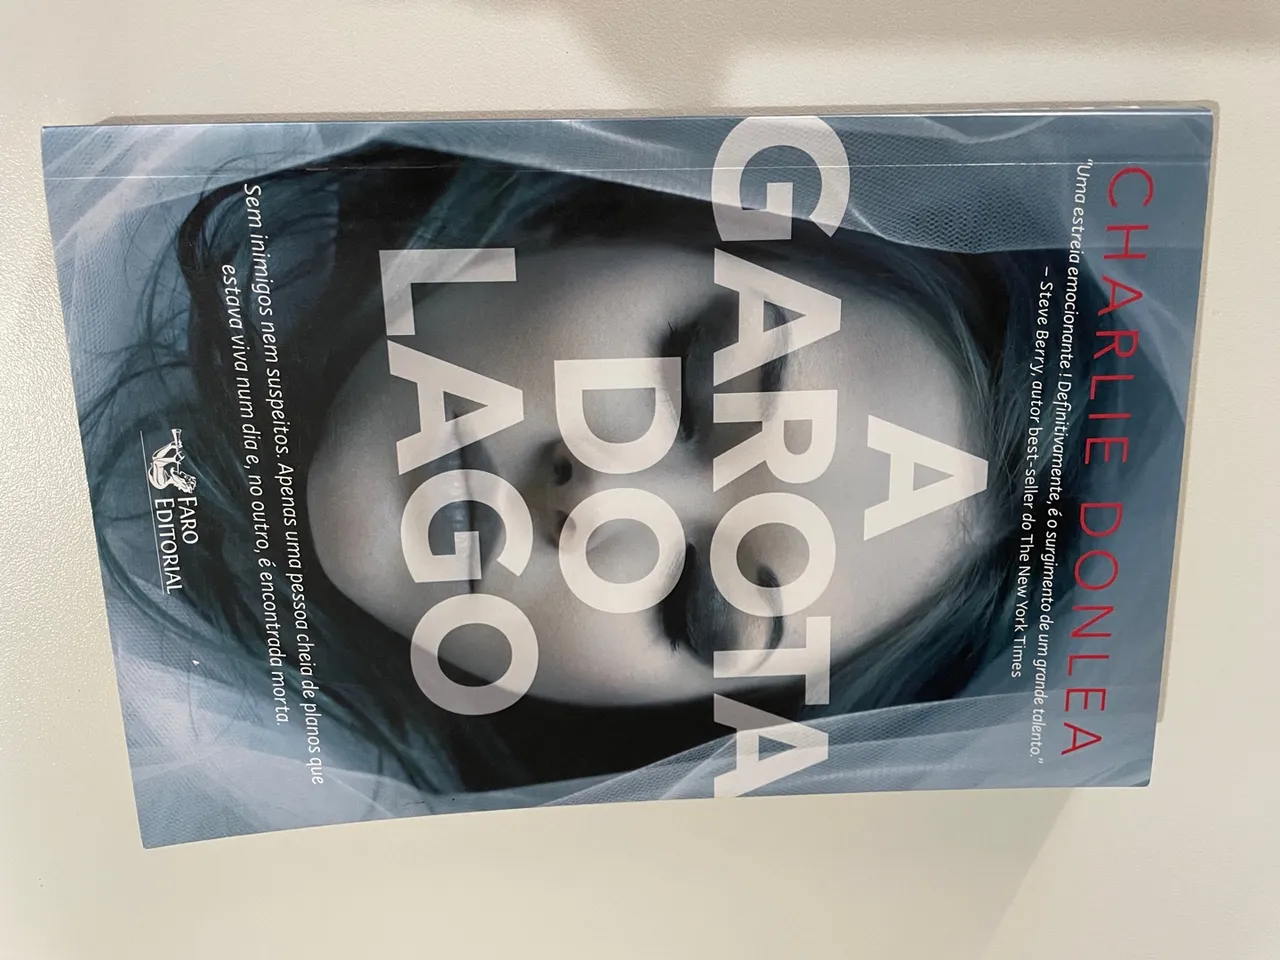 CHARLIE DONLEA
"Uma estreia emocionante! Definitivamente, é o surgimento de um grande talento."
– Steve Berry, autor best-seller do The New York Times
A
GAROTA
DO
LAGO
Sem inimigos nem suspeitos. Apenas uma pessoa cheia de planos que
estava viva num dia e, no outro, é encontrada morta.
FARO
EDITORIAL